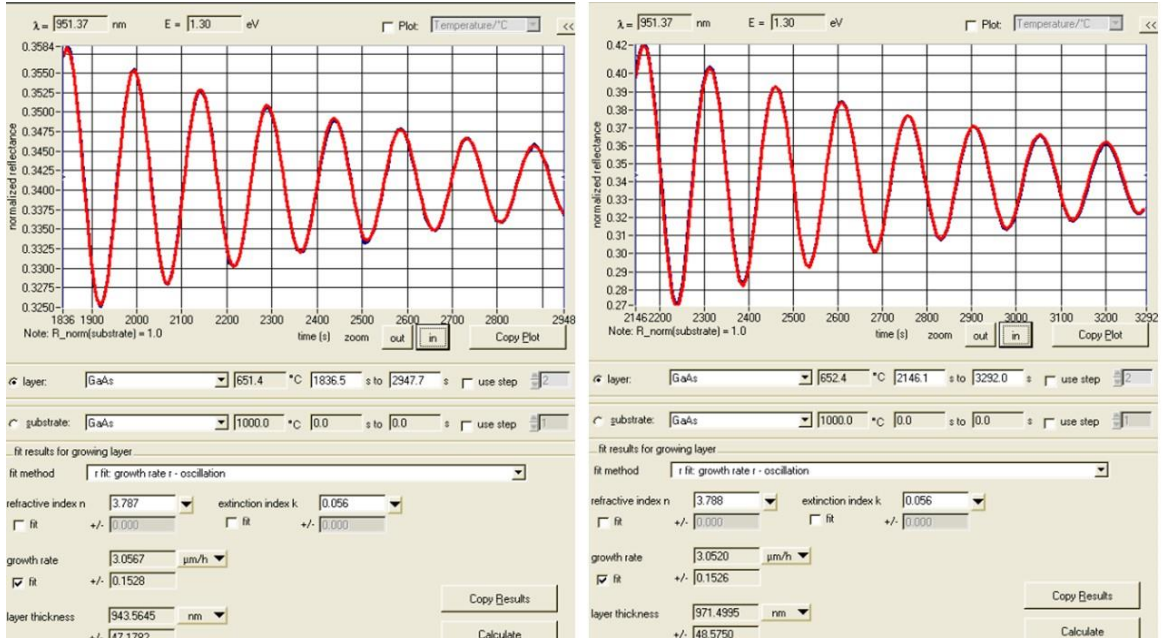 λ = 951.37 nm E = 1.30 eV Plot: Temperature/°C <<
0.3584
0.3550
0.3525
0.3500
0.3475
0.3450
0.3425
0.3400
0.3375
0.3350
0.3325
0.3300
0.3275
0.3250
normalized reflectance
1836 1900 2000 2100 2200 2300 2400 2500 2600 2700 2800 2948
Note: R_norm(substrate) = 1.0 time (s) zoom out in Copy Plot
layer: GaAs 651.4 °C 1836.5 s to 2947.7 s use step 2
substrate: GaAs 1000.0 °C 0.0 s to 0.0 s use step 1
fit results for growing layer
fit method r fit: growth rate r - oscillation
refractive index n 3.787 extinction index k 0.056
fit +/- 0.000 fit +/- 0.000
growth rate 3.0567 µm/h
fit +/- 0.1528
Copy Results
layer thickness 943.5645 nm
+/- 47.1782 Calculate
λ = 951.37 nm E = 1.30 eV Plot: Temperature/°C <<
0.42
0.40
0.39
0.38
0.37
0.36
0.35
0.34
0.33
0.32
0.31
0.30
0.29
0.28
0.27
normalized reflectance
2146 2200 2300 2400 2500 2600 2700 2800 2900 3000 3100 3292
Note: R_norm(substrate) = 1.0 time (s) zoom out in Copy Plot
layer: GaAs 652.4 °C 2146.1 s to 3292.0 s use step 2
substrate: GaAs 1000.0 °C 0.0 s to 0.0 s use step 1
fit results for growing layer
fit method r fit: growth rate r - oscillation
refractive index n 3.788 extinction index k 0.056
fit +/- 0.000 fit +/- 0.000
growth rate 3.0520 µm/h
fit +/- 0.1526
Copy Results
layer thickness 971.4995 nm
+/- 48.5750 Calculate